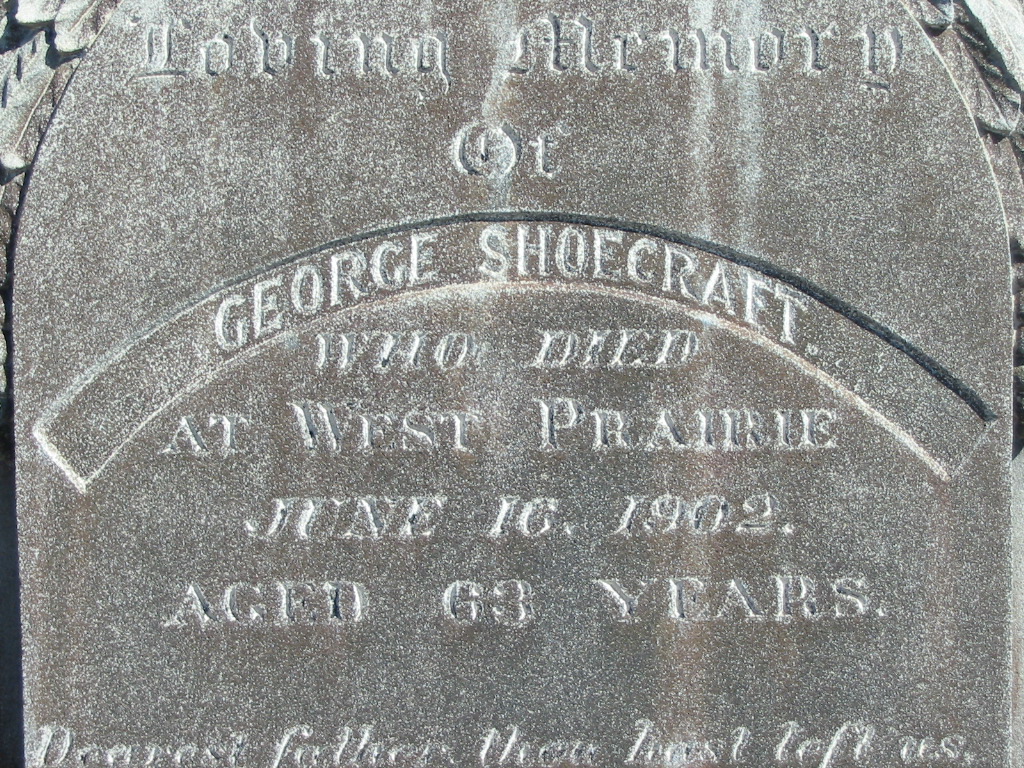 Loving Memory
Of
GEORGE SHOECRAFT.
WHO DIED
AT WEST PRAIRIE
JUNE 16. 1902.
AGED 63 YEARS.
Dearest father thou hast left us.